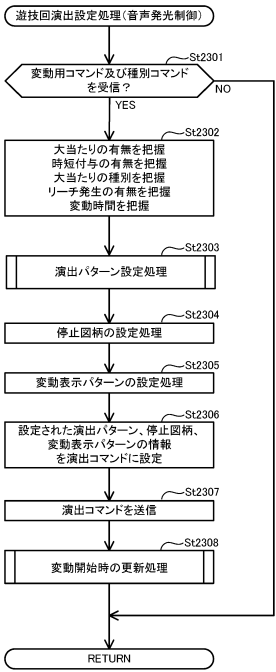 遊技回演出設定処理(音声発光制御)
St2301
変動用コマンド及び種別コマンド
を受信?
NO
YES
St2302
大当たりの有無を把握
時短付与の有無を把握
大当たりの種別を把握
リーチ発生の有無を把握
変動時間を把握
St2303
演出パターン設定処理
St2304
停止図柄の設定処理
St2305
変動表示パターンの設定処理
St2306
設定された演出パターン、停止図柄、
変動表示パターンの情報
を演出コマンドに設定
St2307
演出コマンドを送信
St2308
変動開始時の更新処理
RETURN